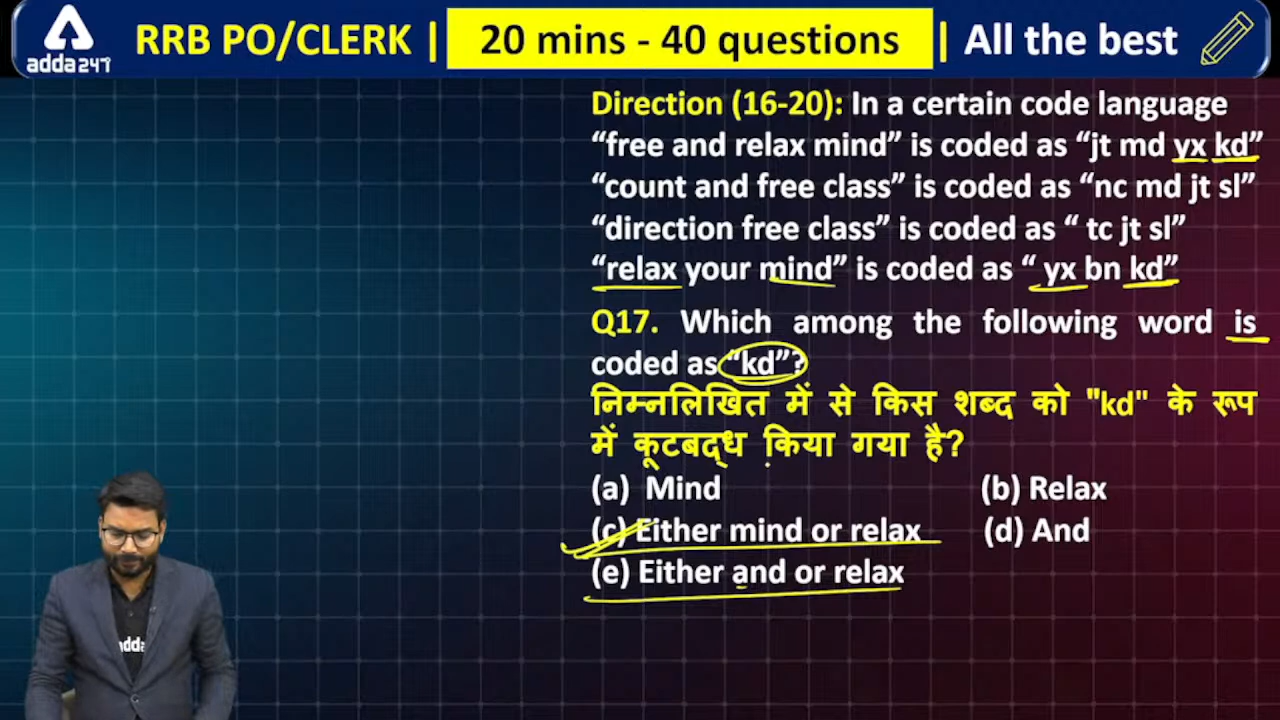 RRB PO/CLERK | 20 mins - 40 questions | All the best
adda247
Direction (16-20): In a certain code language
“free and relax mind” is coded as “jt md yx kd”
“count and free class” is coded as “nc md jt sl”
“direction free class” is coded as “ tc jt sl”
“relax your mind” is coded as “ yx bn kd”
Q17. Which among the following word is
coded as “kd”?
निम्नलिखित में से किस शब्द को "kd" के रूप
में कूटबद्ध किया गया है?
(a) Mind (b) Relax
(c) Either mind or relax (d) And
(e) Either and or relax
adda